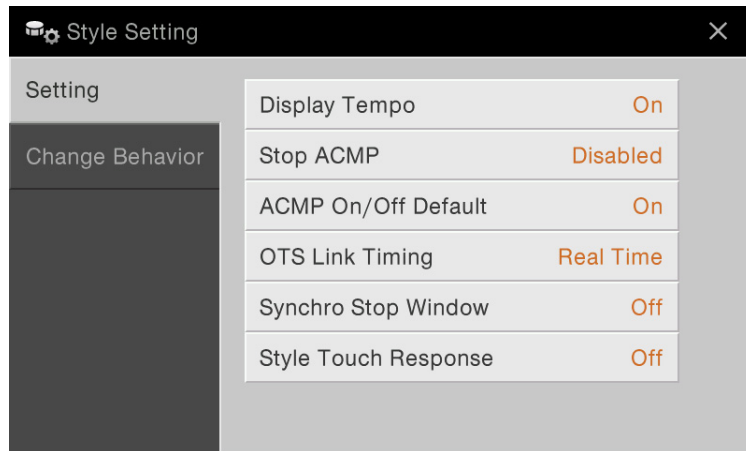 Style Setting
Setting
Change Behavior
Display Tempo On
Stop ACMP Disabled
ACMP On/Off Default On
OTS Link Timing Real Time
Synchro Stop Window Off
Style Touch Response Off